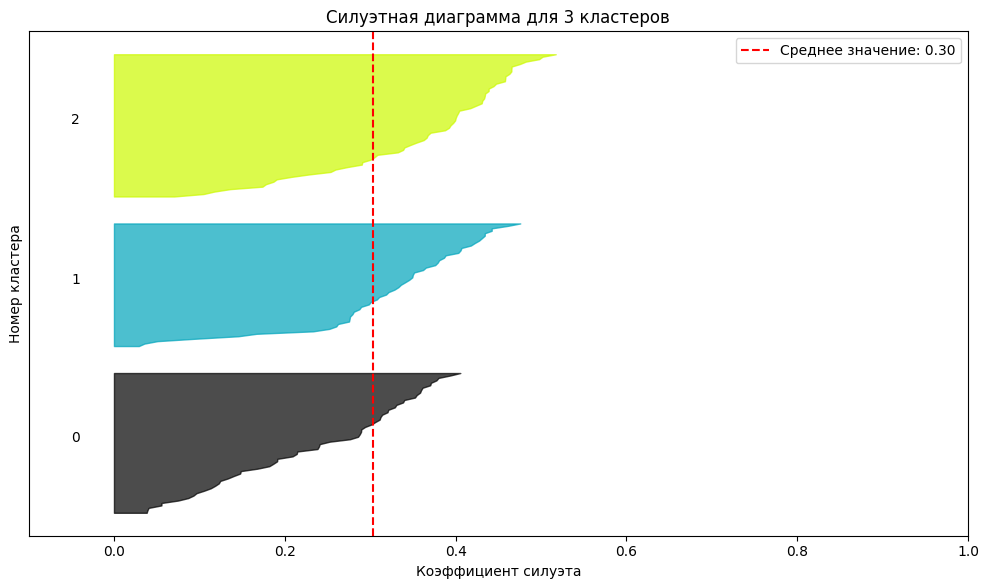 Силуэтная диаграмма для 3 кластеров
Среднее значение: 0.30
Номер кластера
2
1
0
0.0 0.2 0.4 0.6 0.8 1.0
Коэффициент силуэта